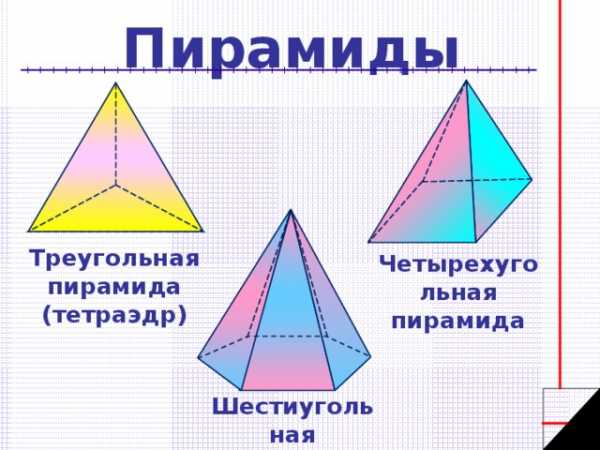 Пирамиды
Треугольная
пирамида
(тетраэдр)
Четырехуго
льная
пирамида
Шестиуголь
ная